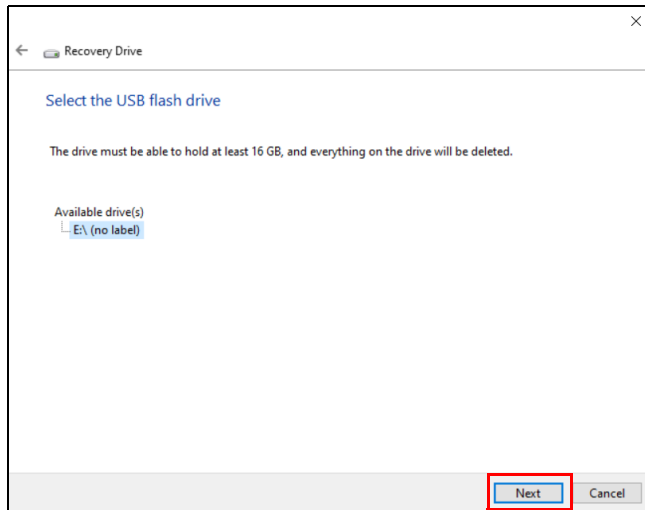 Recovery Drive
Select the USB flash drive
The drive must be able to hold at least 16 GB, and everything on the drive will be deleted.
Available drive(s)
E:\ (no label)
Next Cancel